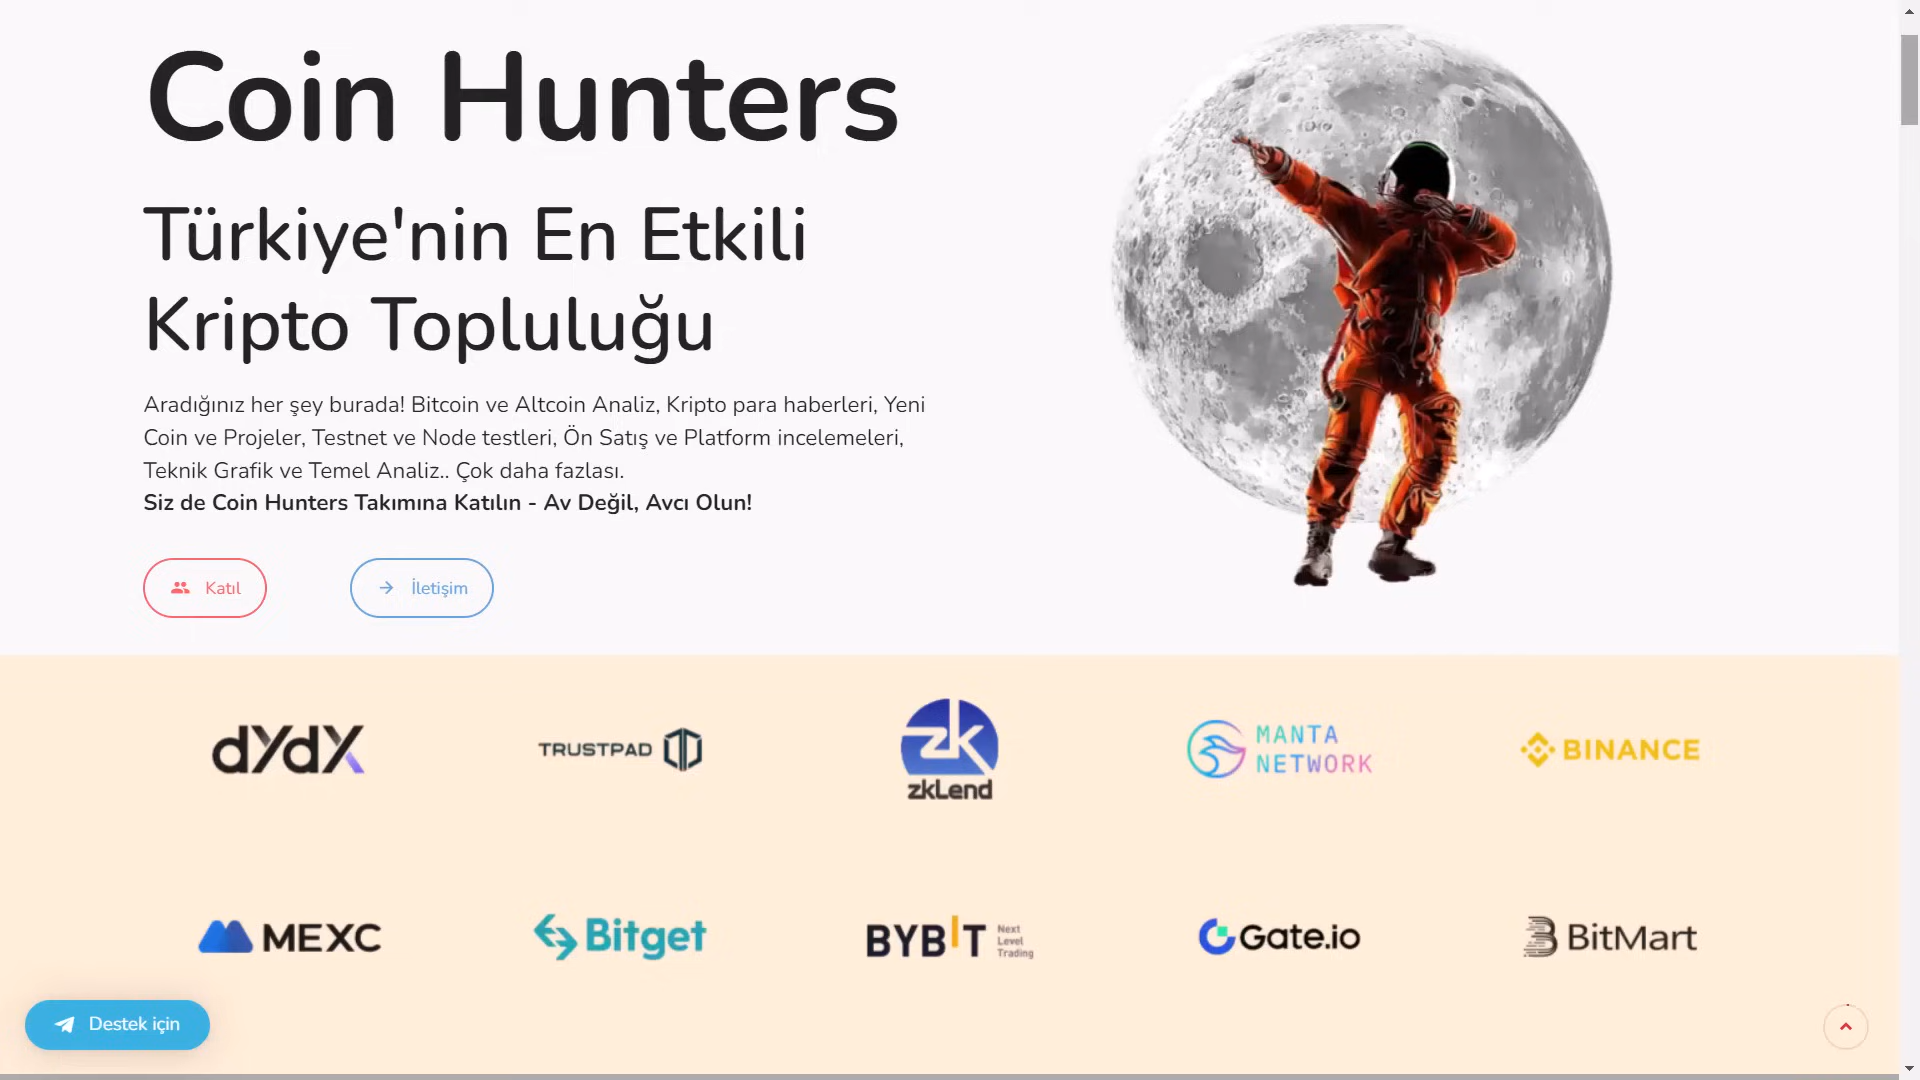 Coin Hunters
Türkiye'nin En Etkili
Kripto Topluluğu
Aradığınız her şey burada! Bitcoin ve Altcoin Analiz, Kripto para haberleri, Yeni
Coin ve Projeler, Testnet ve Node testleri, Ön Satış ve Platform incelemeleri,
Teknik Grafik ve Temel Analiz.. Çok daha fazlası.
Siz de Coin Hunters Takımına Katılın - Av Değil, Avcı Olun!
Katıl
İletişim
dYdX
TRUSTPAD
zk
zkLend
MANTA
NETWORK
BINANCE
MEXC
Bitget
BYBIT Next
Level
Trading
Gate.io
BitMart
Destek için